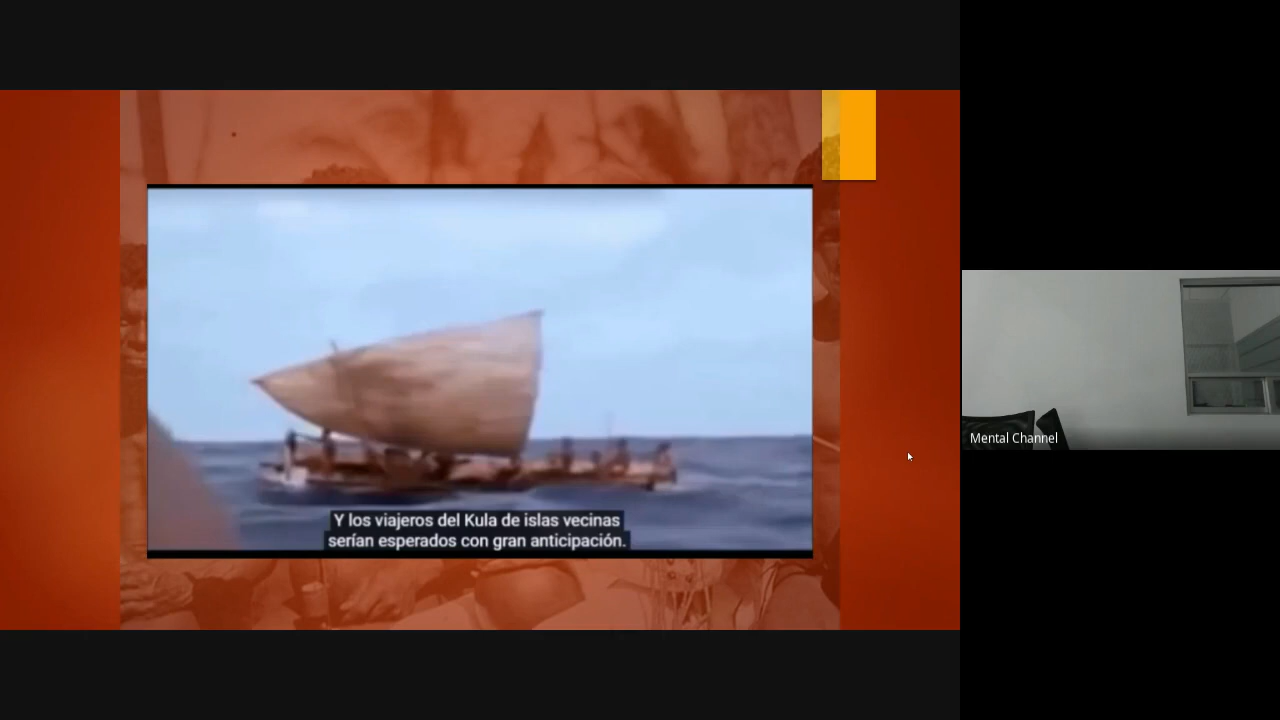 Y los viajeros del Kula de islas vecinas
serían esperados con gran anticipación.
Mental Channel